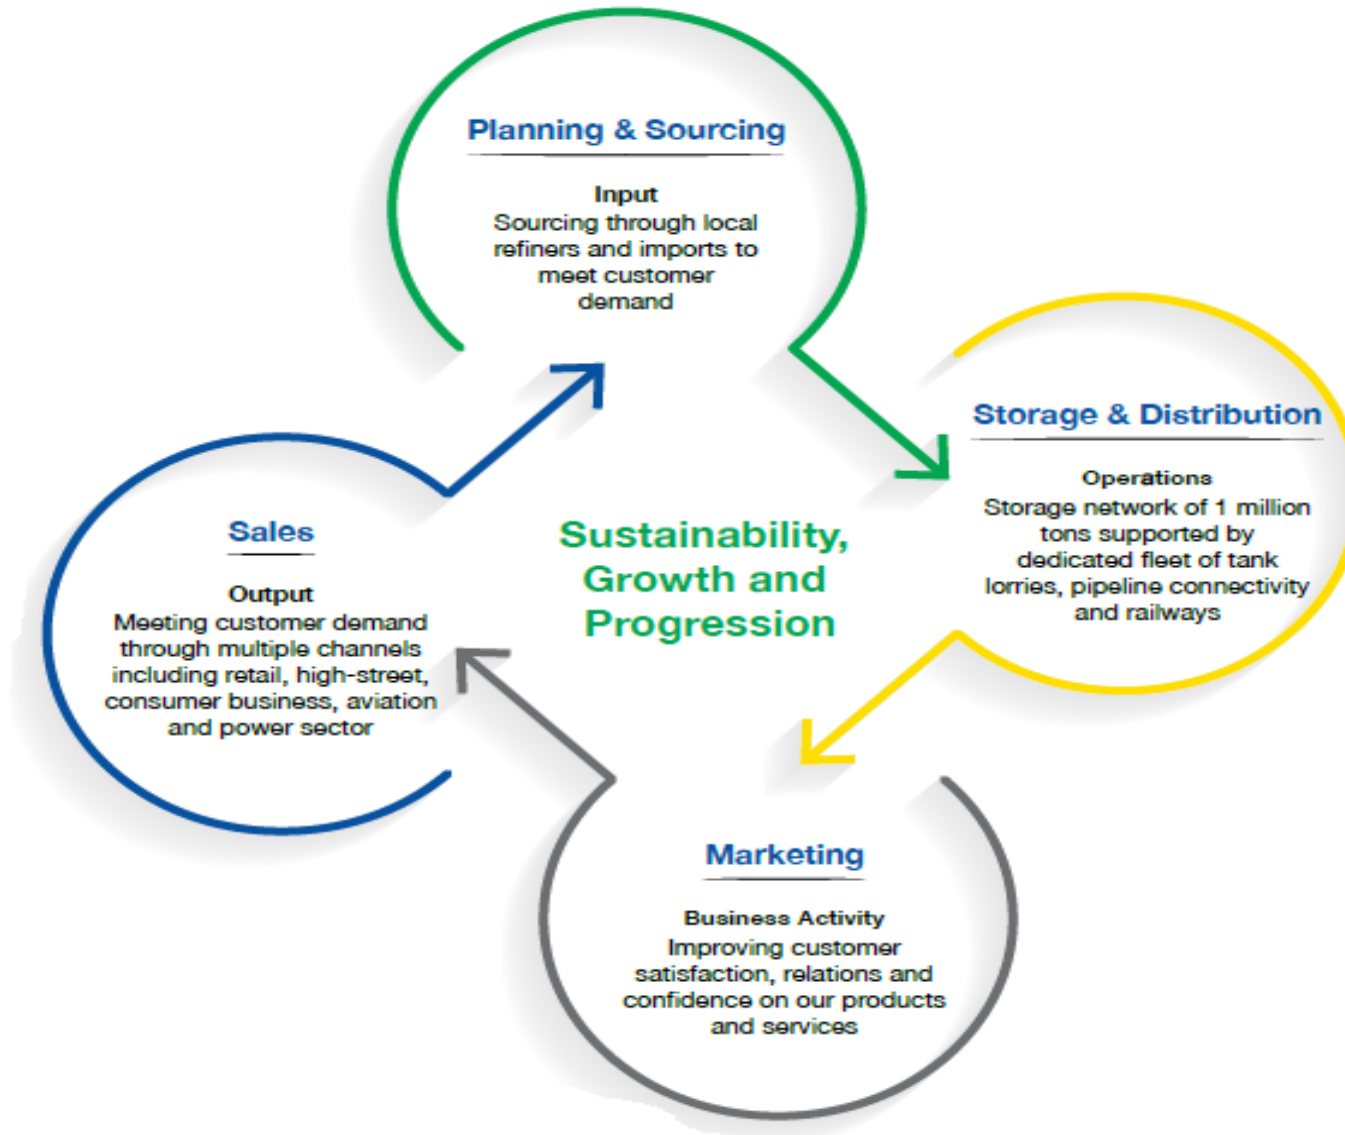 Planning & Sourcing
Input
Sourcing through local
refiners and imports to
meet customer
demand
Storage & Distribution
Operations
Storage network of 1 million
tons supported by
dedicated fleet of tank
lorries, pipeline connectivity
and railways
Sustainability,
Growth and
Progression
Sales
Output
Meeting customer demand
through multiple channels
including retail, high-street,
consumer business, aviation
and power sector
Marketing
Business Activity
Improving customer
satisfaction, relations and
confidence on our products
and services